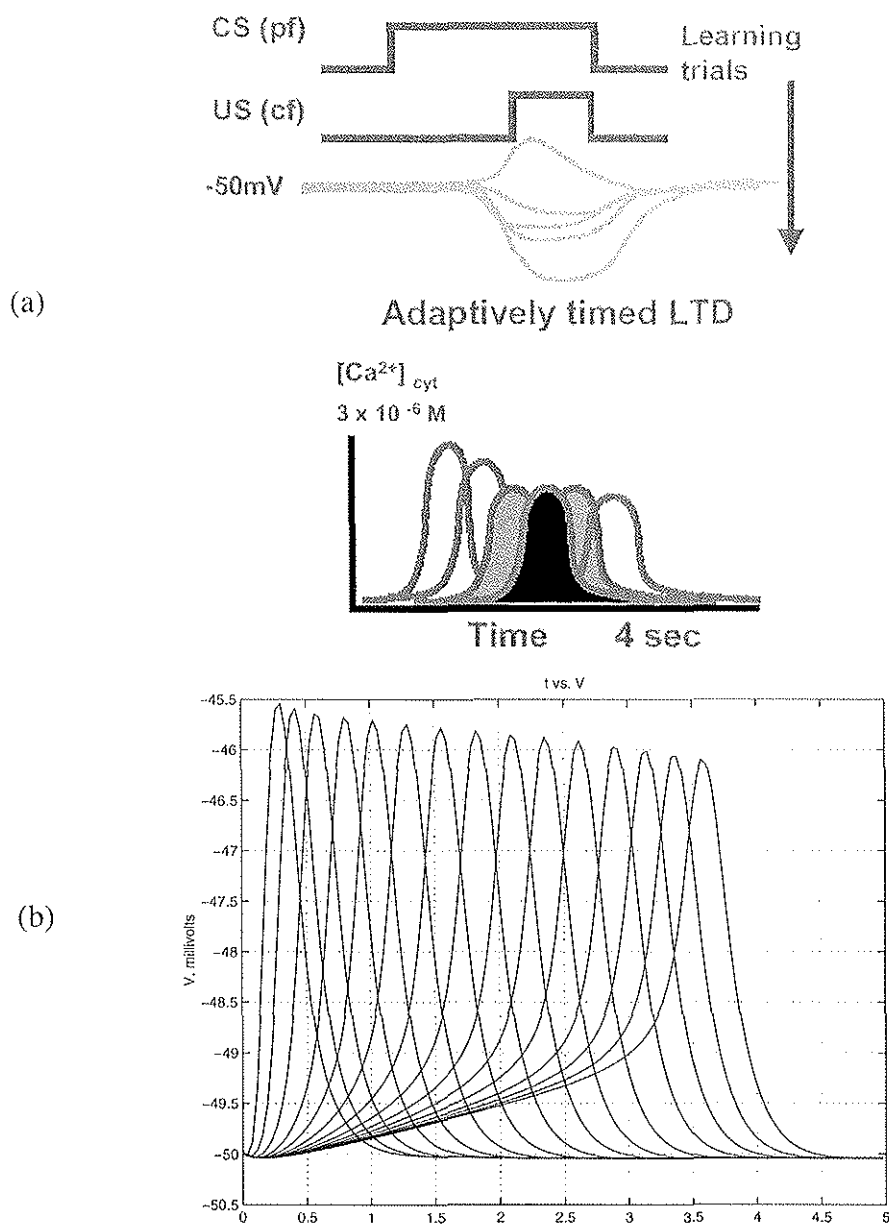 CS (pf)
Learning
trials
US (cf)
-50mV
(a)
Adaptively timed LTD
[Ca²⁺] cyt
3 x 10 -6 M
Time 4 sec
t vs. V
-45.5
-46
-46.5
-47
-47.5
-48
-48.5
-49
-49.5
-50
-50.5
V, millivolts
(b)
0 0.5 1 1.5 2 2.5 3 3.5 4 4.5 5